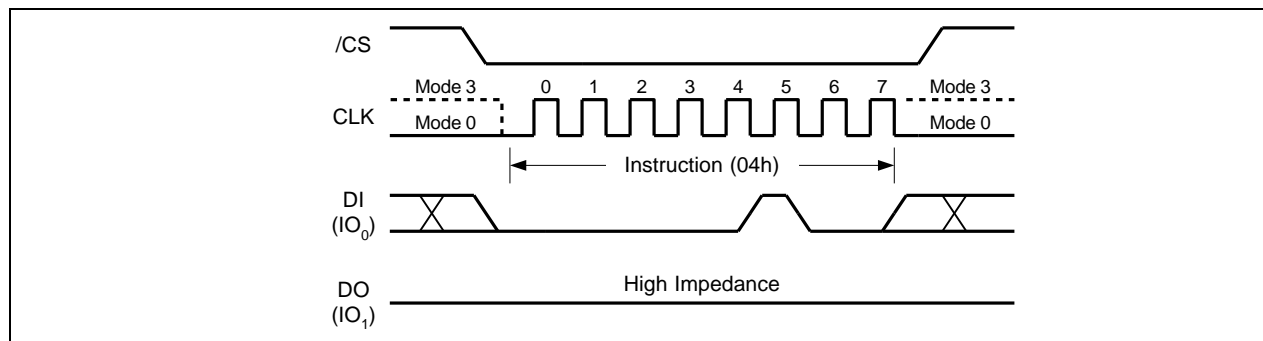 /CS
Mode 3 0 1 2 3 4 5 6 7 Mode 3
CLK
Mode 0 Mode 0
Instruction (04h)
DI
(IO0)
High Impedance
DO
(IO1)